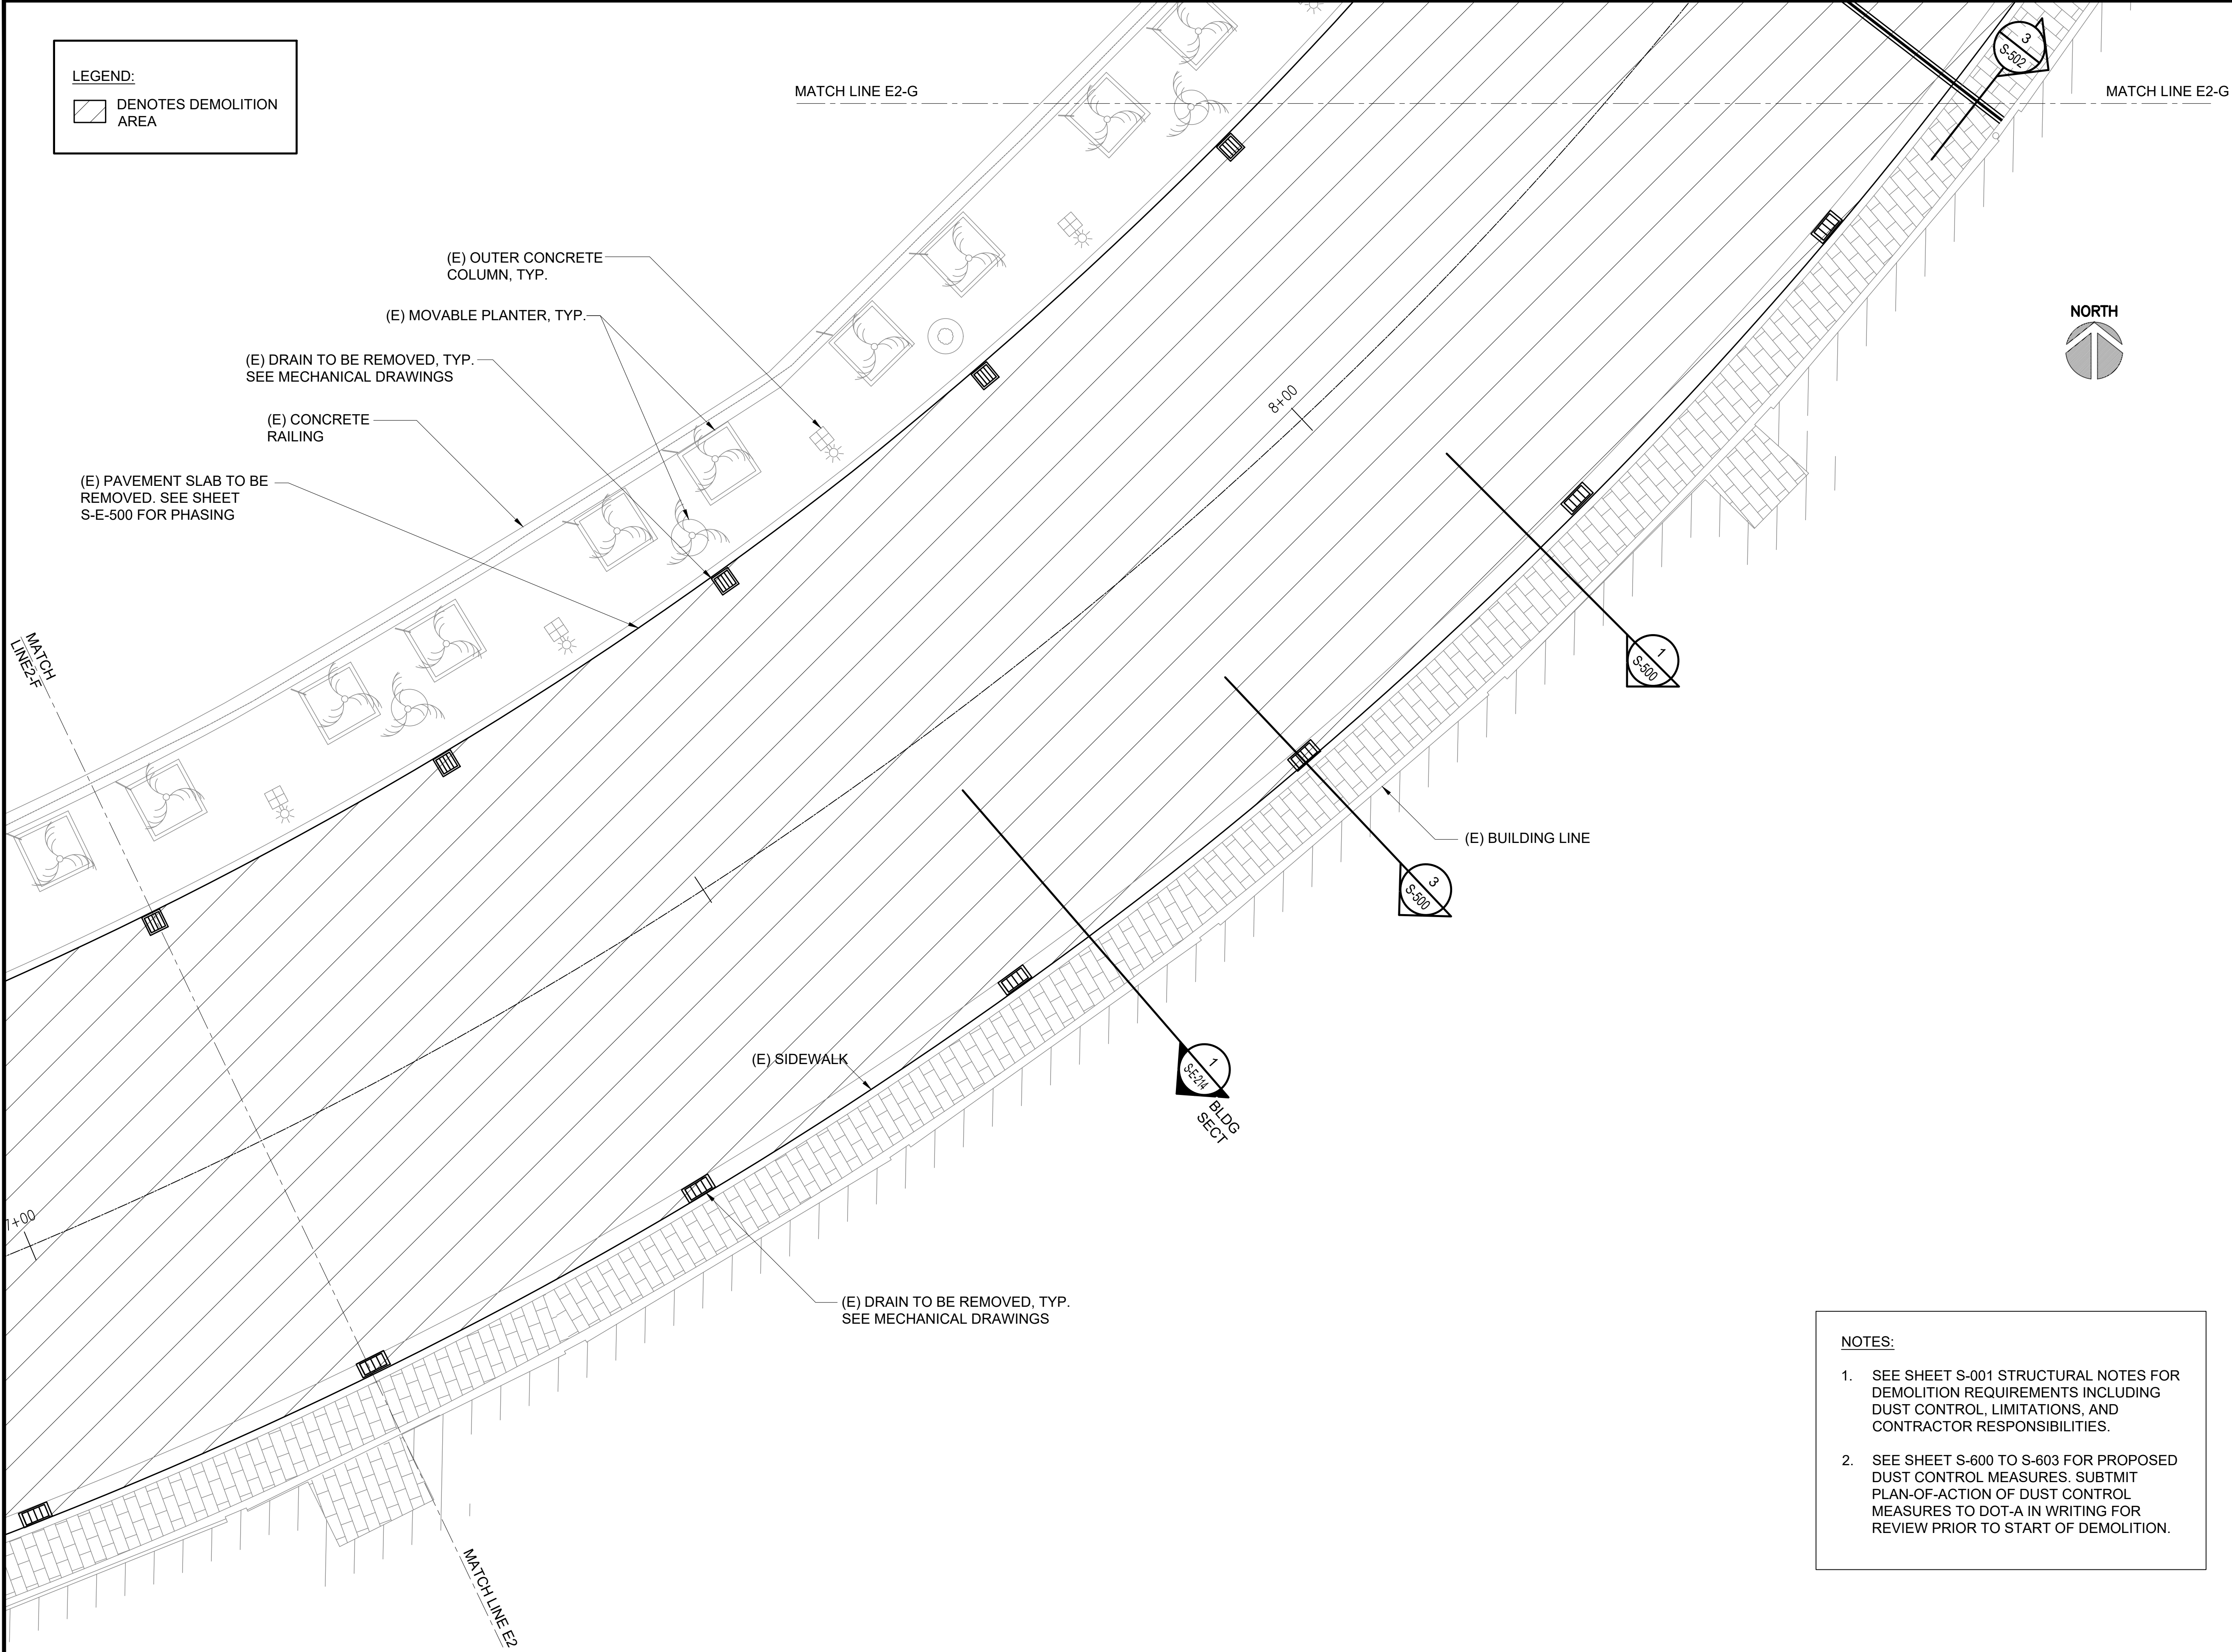 LEGEND:
DENOTES DEMOLITION
AREA
MATCH LINE E2-G
MATCH LINE E2-G
3
S-502
(E) OUTER CONCRETE
COLUMN, TYP.
(E) MOVABLE PLANTER, TYP.
(E) DRAIN TO BE REMOVED, TYP.
SEE MECHANICAL DRAWINGS
(E) CONCRETE
RAILING
(E) PAVEMENT SLAB TO BE
REMOVED. SEE SHEET
S-E-500 FOR PHASING
NORTH
8+00
MATCH
LINE2-F
1
S-500
(E) BUILDING LINE
3
S-500
(E) SIDEWALK
1
S-E-214
BLDG
SECT
7+00
(E) DRAIN TO BE REMOVED, TYP.
SEE MECHANICAL DRAWINGS
MATCH LINE E2
NOTES:
1. SEE SHEET S-001 STRUCTURAL NOTES FOR
DEMOLITION REQUIREMENTS INCLUDING
DUST CONTROL, LIMITATIONS, AND
CONTRACTOR RESPONSIBILITIES.
2. SEE SHEET S-600 TO S-603 FOR PROPOSED
DUST CONTROL MEASURES. SUBTMIT
PLAN-OF-ACTION OF DUST CONTROL
MEASURES TO DOT-A IN WRITING FOR
REVIEW PRIOR TO START OF DEMOLITION.